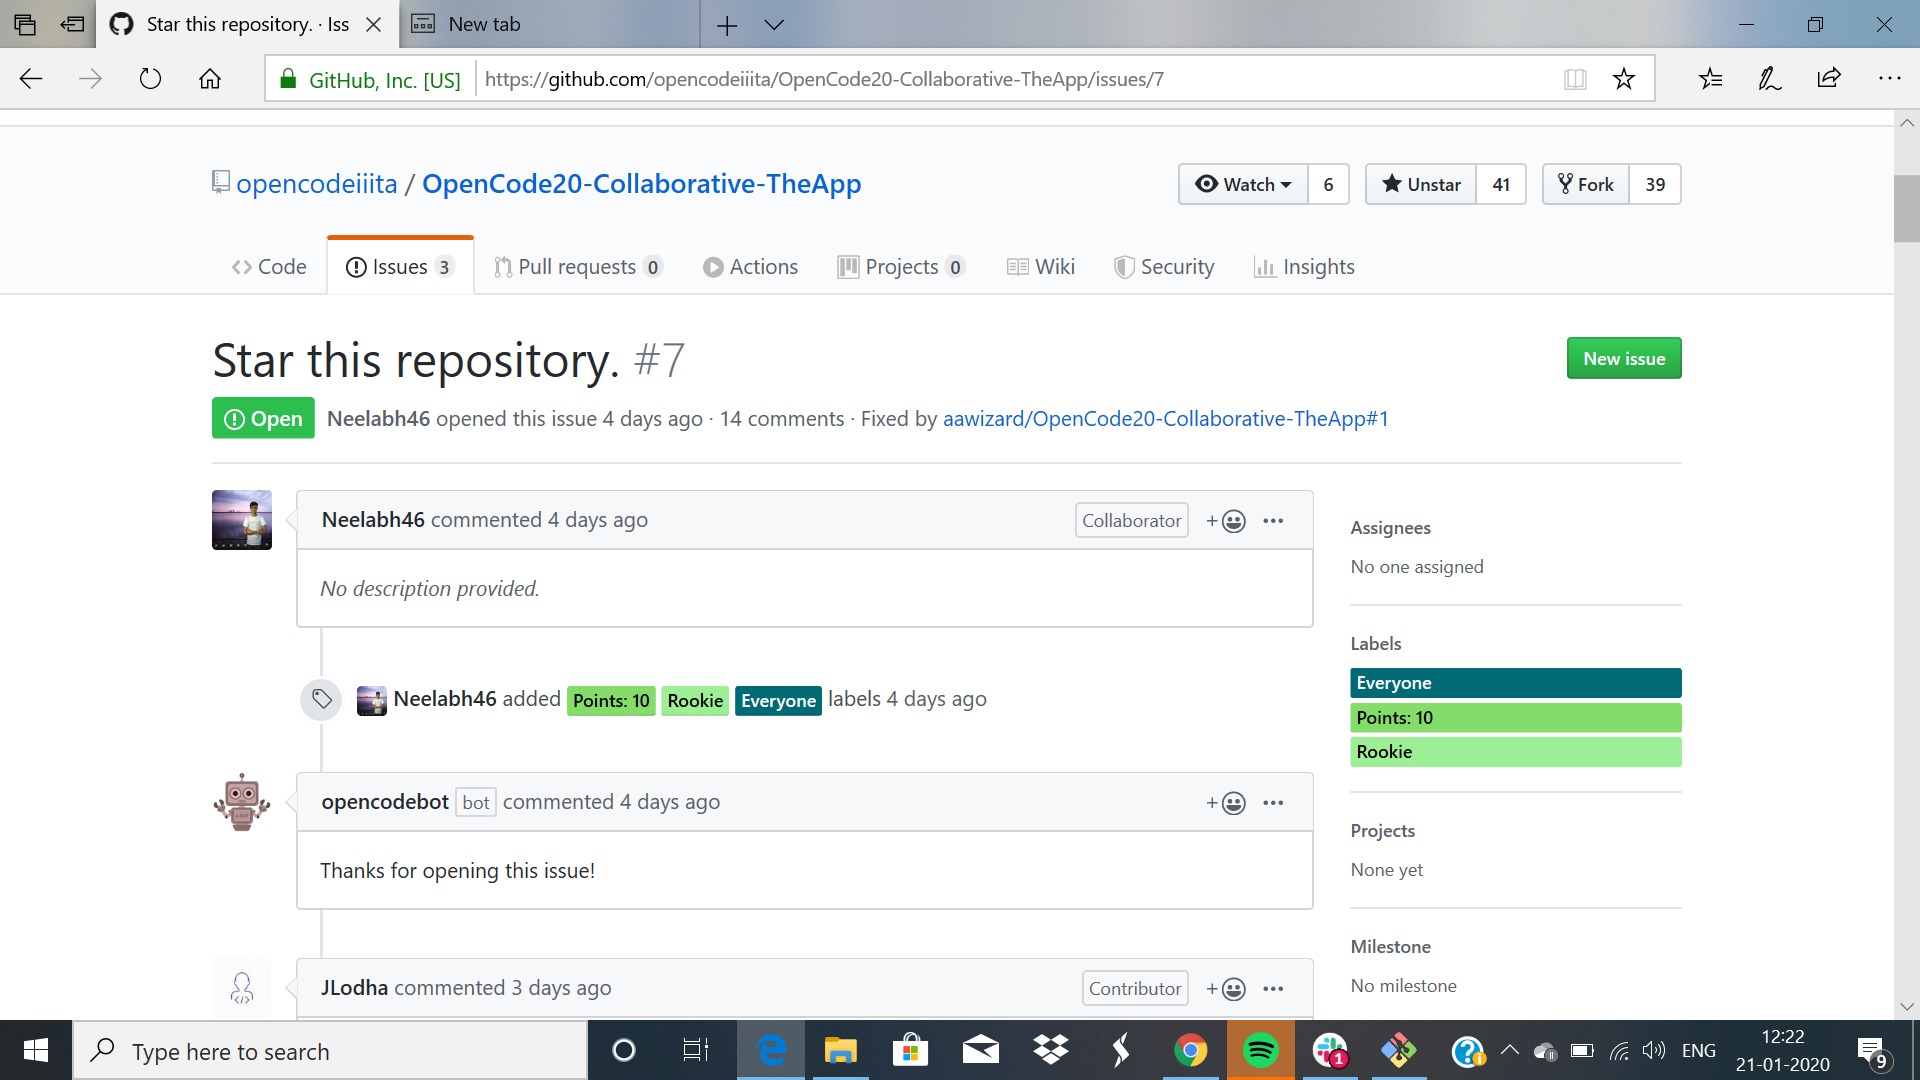 Star this repository. · Iss
New tab
GitHub, Inc. [US]
https://github.com/opencodeiiita/OpenCode20-Collaborative-TheApp/issues/7
opencodeiiita / OpenCode20-Collaborative-TheApp
Watch 6
Unstar 41
Fork 39
Code
Issues 3
Pull requests 0
Actions
Projects 0
Wiki
Security
Insights
Star this repository. #7
New issue
Open
Neelabh46 opened this issue 4 days ago · 14 comments · Fixed by aawizard/OpenCode20-Collaborative-TheApp#1
Neelabh46 commented 4 days ago
Collaborator
No description provided.
Neelabh46 added Points: 10 Rookie Everyone labels 4 days ago
opencodebot bot commented 4 days ago
Thanks for opening this issue!
JLodha commented 3 days ago
Contributor
Assignees
No one assigned
Labels
Everyone
Points: 10
Rookie
Projects
None yet
Milestone
No milestone
Type here to search
1
ENG
12:22
21-01-2020
9